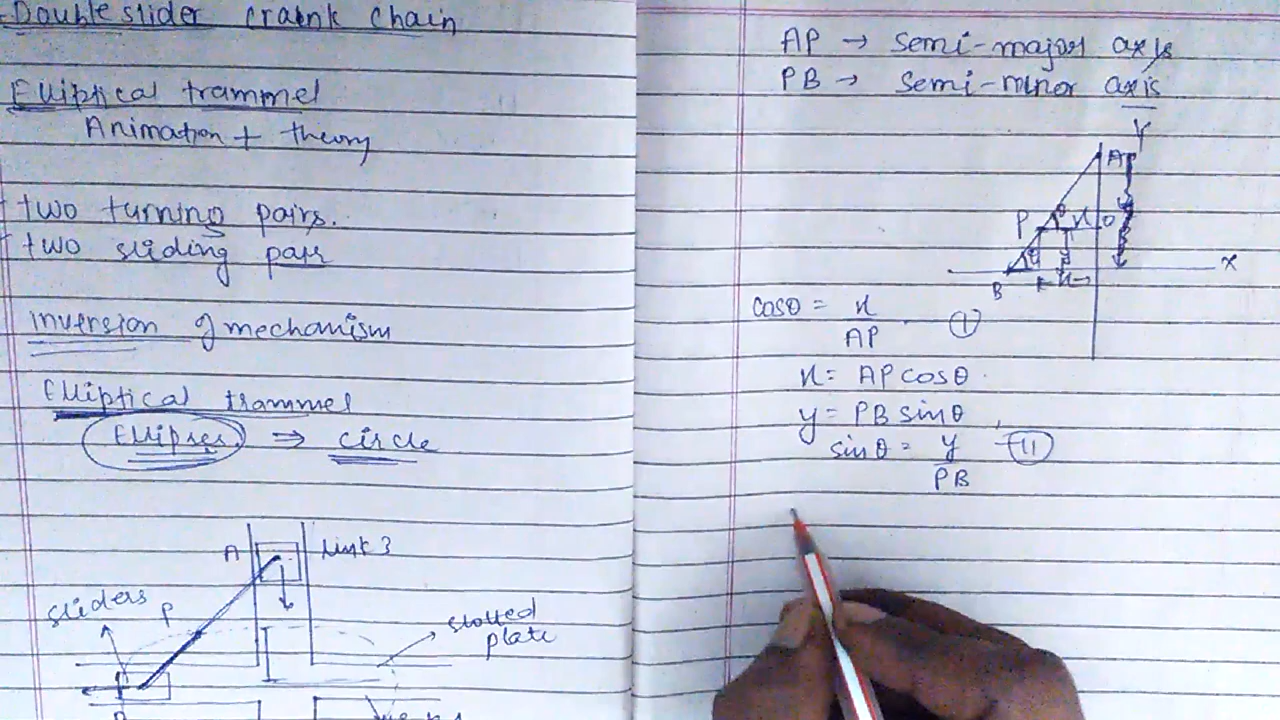 Double slider crank chain
Elliptical trammel
Animation + theory
+ two turning pairs.
+ two sliding pair
inversion of mechanism
Elliptical trammel
Ellipses ⇒ circle
A
Link 3
sliders
P
slotted
plate
AP → semi-major axis
PB → semi-minor axis
Y
A
P
θ
x
θ
y
x
B
x
cosθ = x/AP - (I)
x = AP cosθ
y = PB sinθ
sinθ = y/PB - (II)